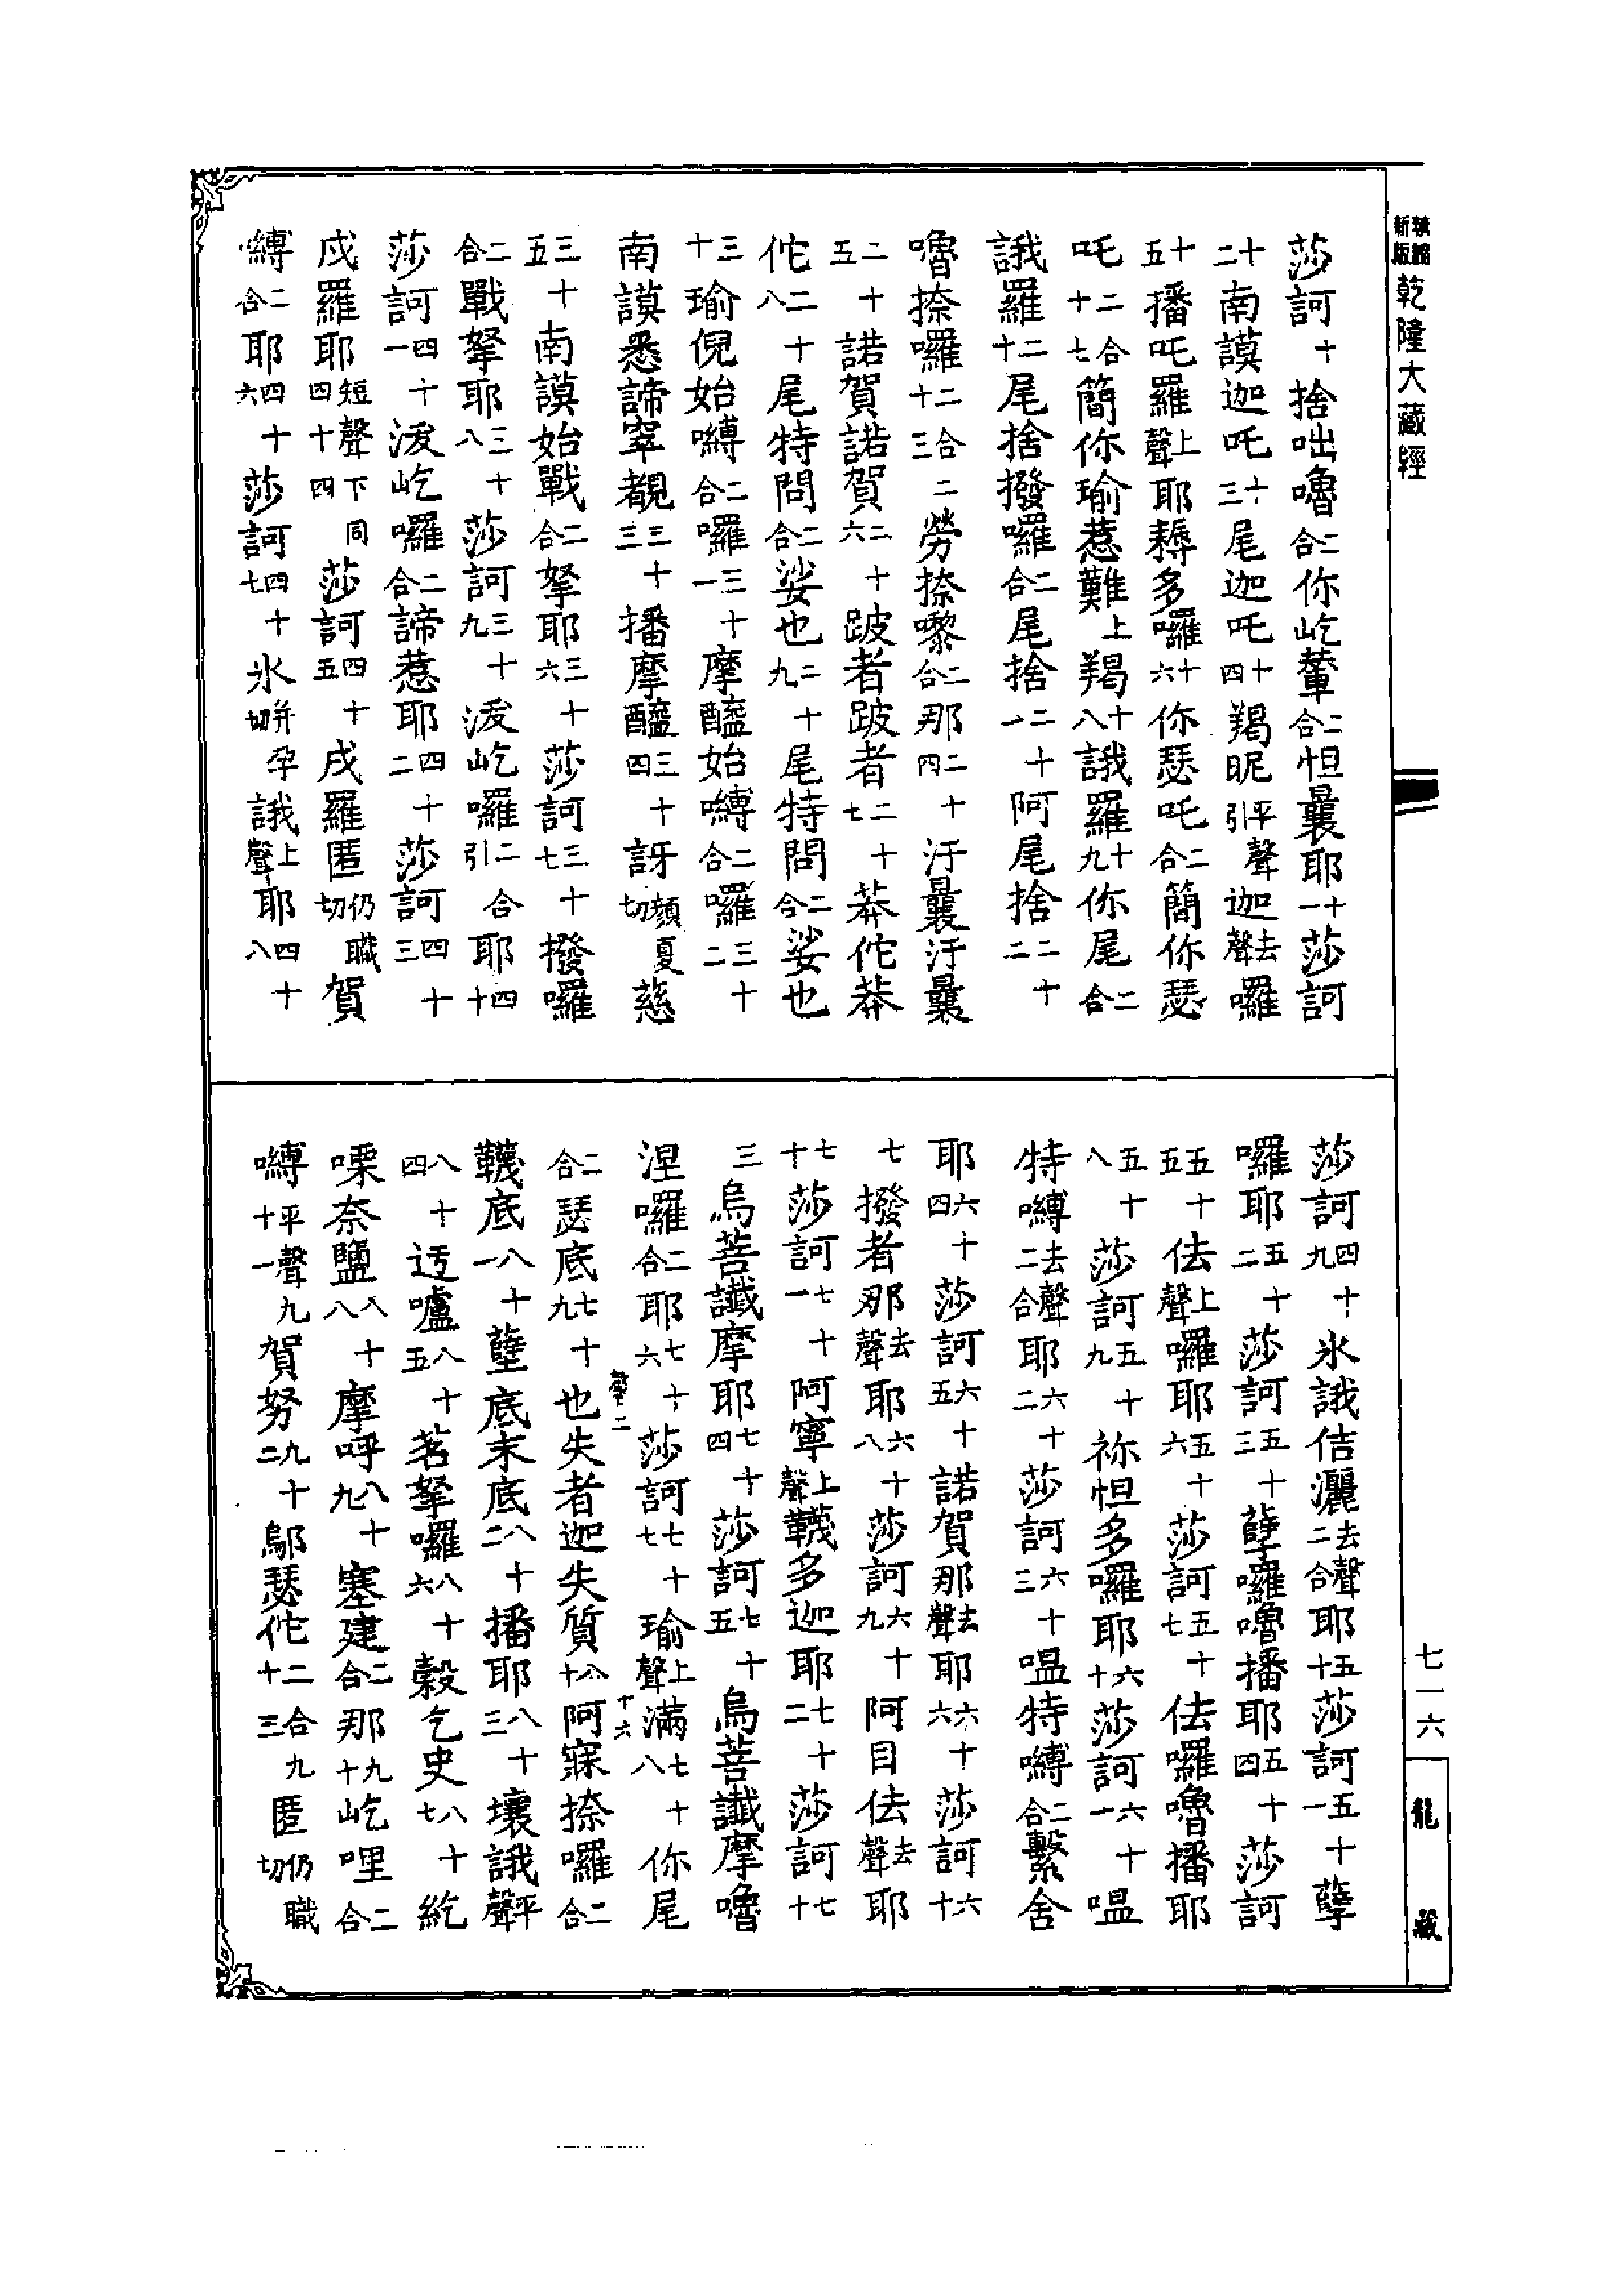 莎訶十捨咄嚕二合你屹輦二合怛曩耶十一莎訶
十二南謨迦吒十三尾迦吒十四羯昵平聲引迦去聲囉
十五播吒羅上聲耶耨多囉十六你瑟吒二合簡你瑟
吒二合十七簡你瑜惹難上羯十八誐羅十九你尾二合
誐羅二十尾捨撥囉二合尾捨二十一阿尾捨二十二
嚕捺囉二合二十三勞捺嚟二合那二十四汙曩汙曩
二十五諾賀諾賀二十六跛者跛者二十七莽佗莽
佗二十八尾特問二合娑也二十九尾特問二合娑也
三十瑜倪始嚩二合囉三十一摩醯始嚩二合囉三十二
南謨悉諦窣覩三十三播摩醯三十四訝顏夏切慈
三十五南謨始戰二合拏耶三十六莎訶三十七撥囉
二合戰拏耶三十八莎訶三十九湲屹囉二合引耶四十
莎訶四十一湲屹囉二合諦惹耶四十二莎訶四十三
戍羅耶短聲下同四十四莎訶四十五戍羅匿仍職切賀
嚩二合耶四十六莎訶四十七氷并孕切誐上聲耶四十八
莎訶四十九氷誐佶灑去聲二合耶五十莎訶五十一孽
囉耶五十二莎訶五十三孽囉嚕播耶五十四莎訶
五十五佉上聲囉耶五十六莎訶五十七佉囉嚕播耶
五十八莎訶五十九祢怛多囉耶六十莎訶六十一嗢
特嚩去聲二合耶六十二莎訶六十三嗢特嚩二合繫舍
耶六十四莎訶六十五諾賀那去聲耶六十六莎訶六十
七撥者那去聲耶六十八莎訶六十九阿目佉去聲耶
七十莎訶七十一阿寧上聲韈多迦耶七十二莎訶七十
三烏菩讖摩耶七十四莎訶七十五烏菩讖摩嚕
涅囉二合耶七十六莎訶七十七瑜上聲滿七十八你尾
磬二
十六
二合瑟底七十九也失者迦失質八十阿寐捺囉二合
韈底八十一蘖底末底八十二播耶八十三壤誐平聲
八十四迃嚧八十五茗拏囉八十六穀乞史八十七紇
㗚奈鹽八十八摩呼八十九塞建二合那九十屹哩二合
嚩平聲九十一賀努九十二鄔瑟佗二合九十三匿仍職切
新版
乾隆大藏經
七一六
龍
藏